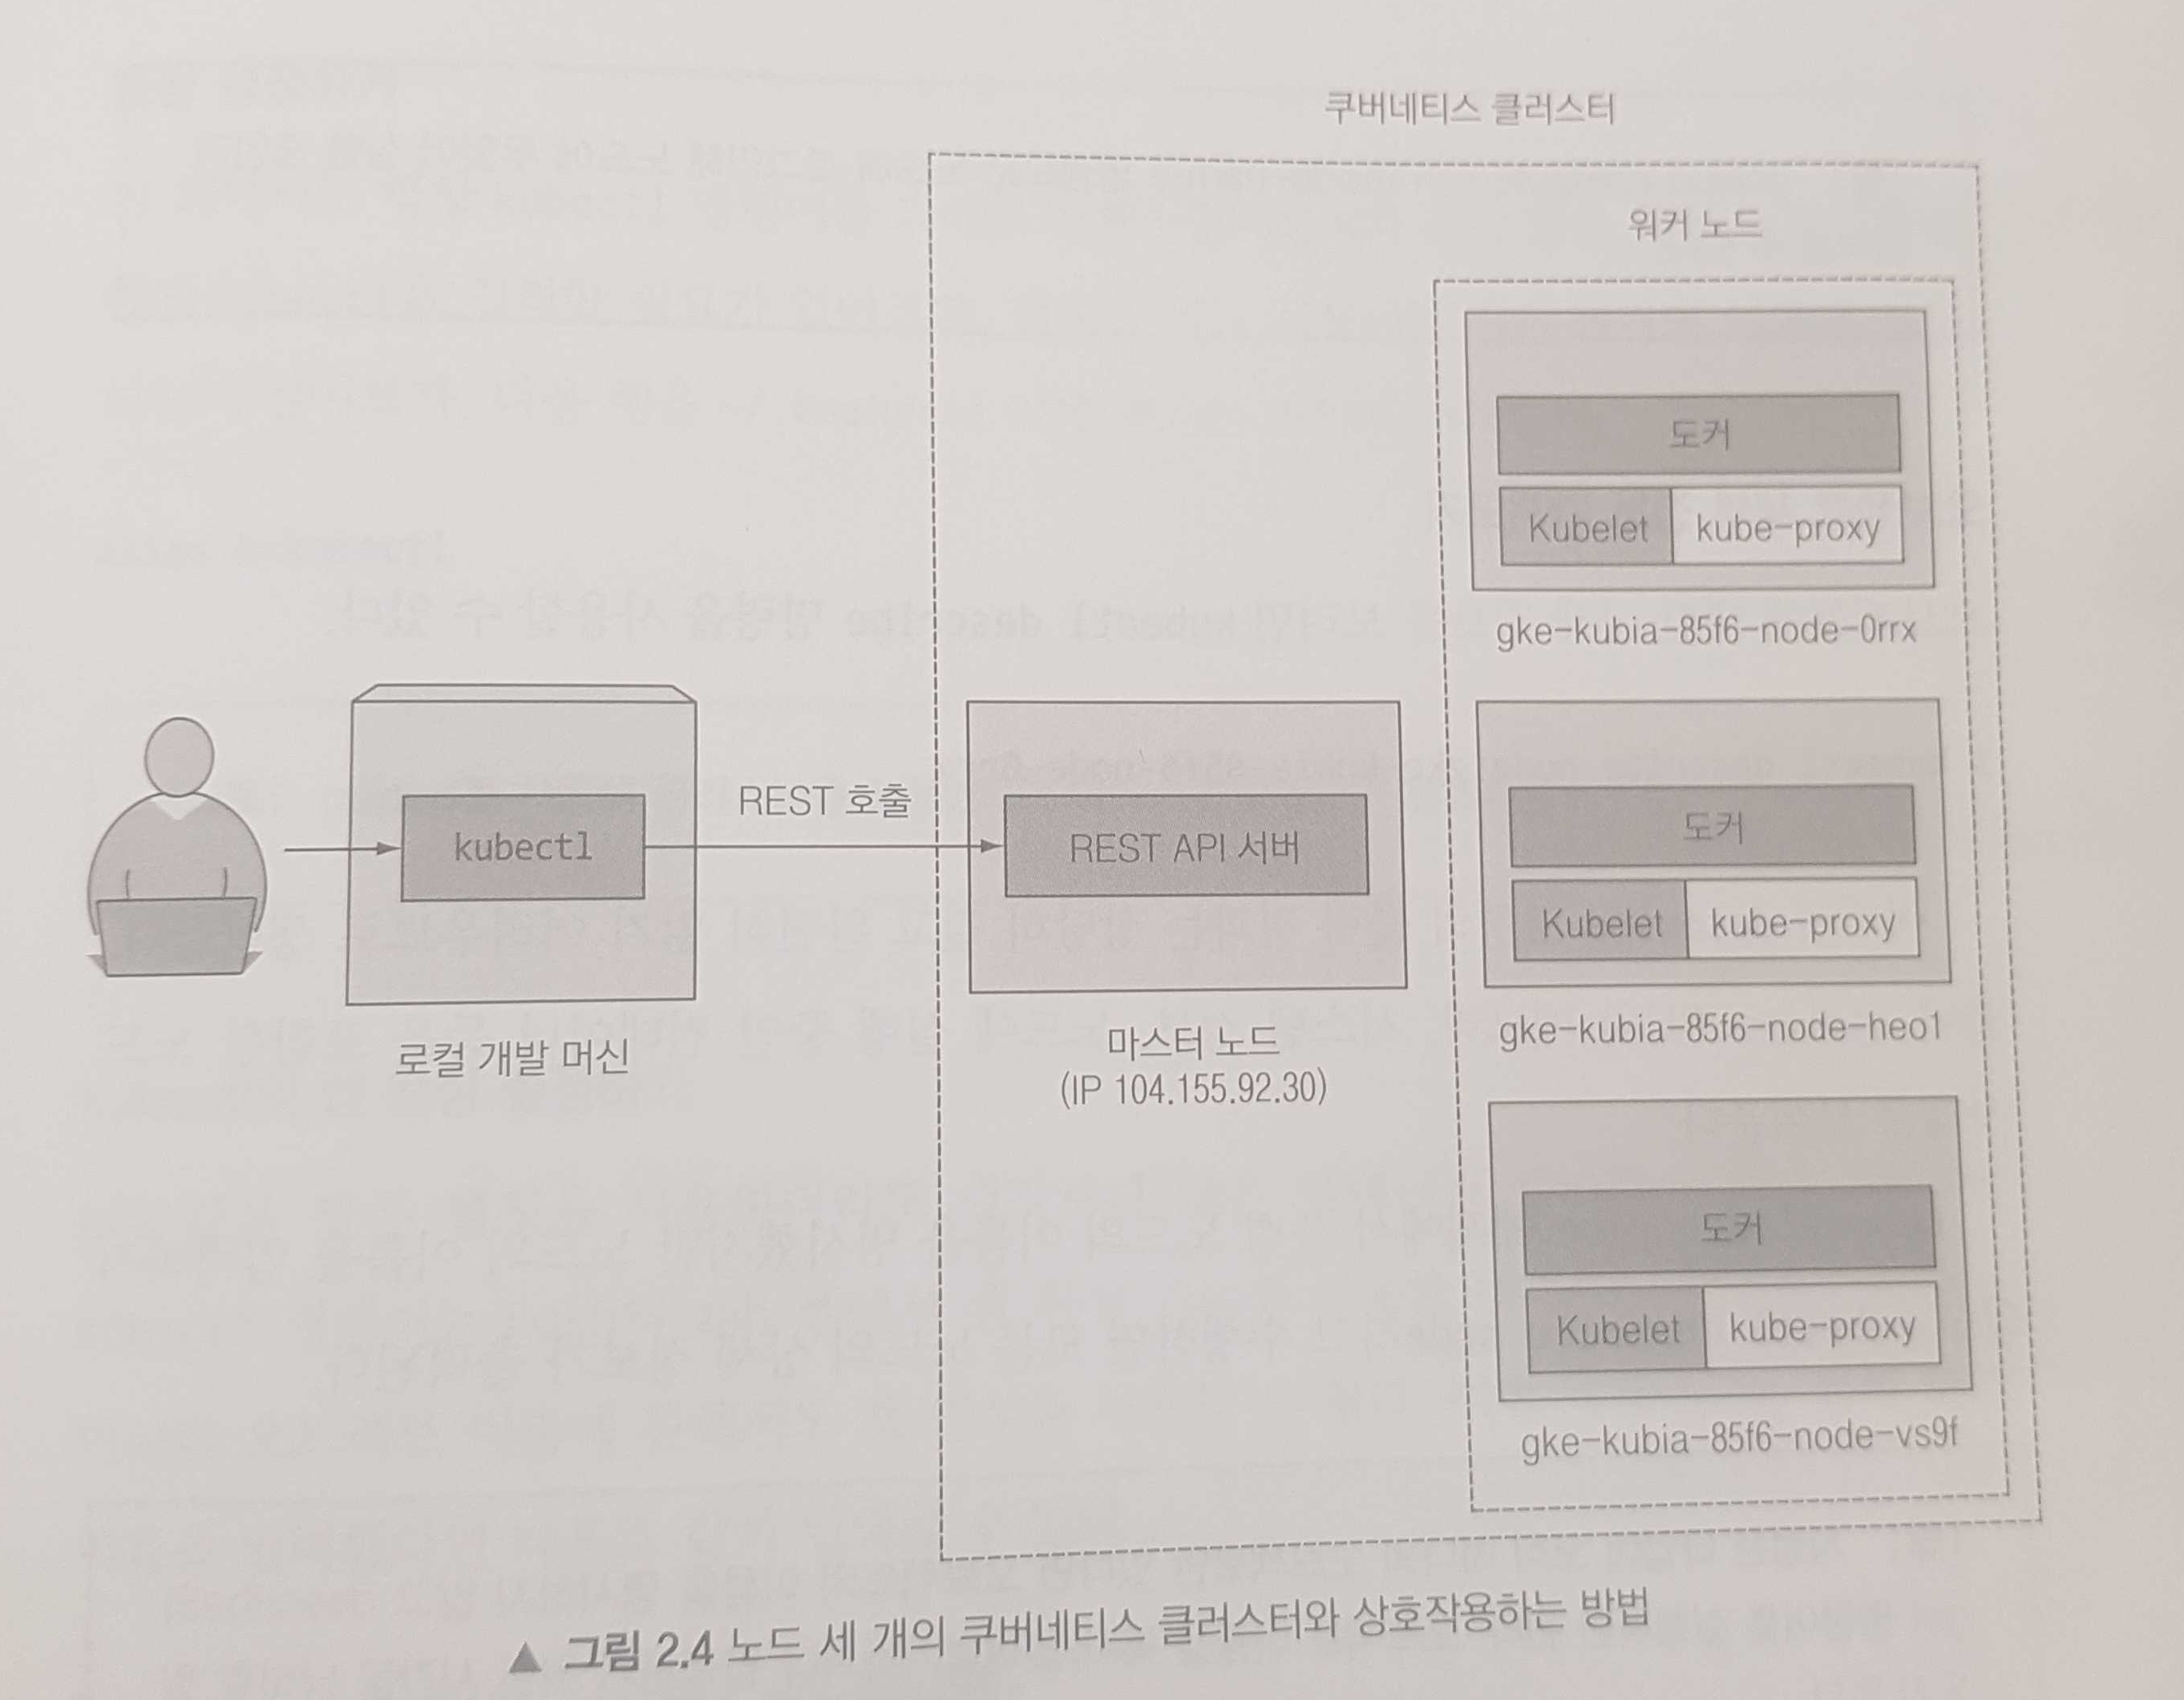 쿠버네티스 클러스터
워커 노드
도커
Kubelet
kube-proxy
gke-kubia-85f6-node-0rrx
kubectl
REST 호출
REST API 서버
로컬 개발 머신
마스터 노드
(IP 104.155.92.30)
도커
Kubelet
kube-proxy
gke-kubia-85f6-node-heo1
도커
Kubelet
kube-proxy
gke-kubia-85f6-node-vs9f
▲ 그림 2.4 노드 세 개의 쿠버네티스 클러스터와 상호작용하는 방법